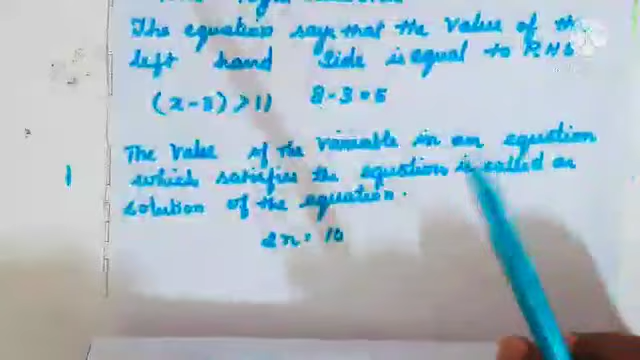 The equation says that the value of the
left hand side is equal to RHS
(x-3) > 11 8-3=5
The value of the variable in an equation
1 which satisfies the equation is called a
solution of the equation.
2n = 10